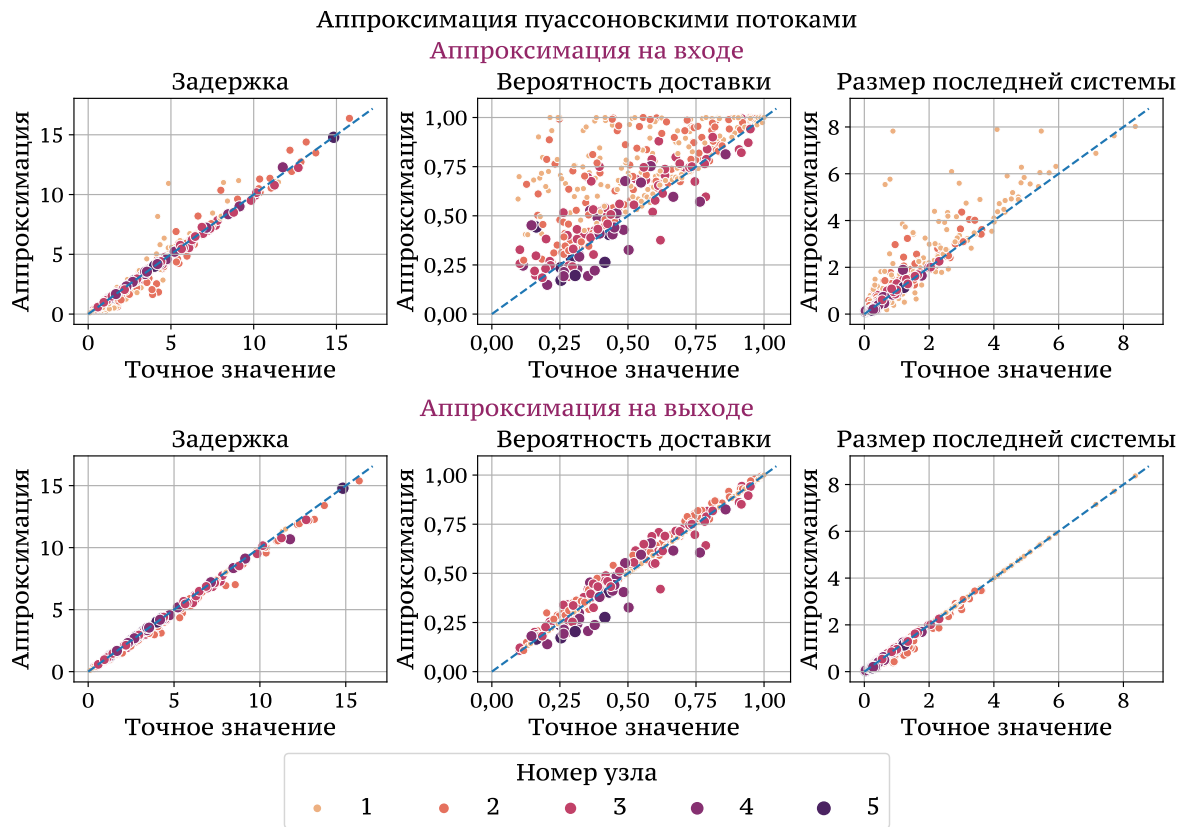 Аппроксимация пуассоновскими потоками
Аппроксимация на входе
Задержка
Вероятность доставки
Размер последней системы
Аппроксимация
15
10
5
0
0 5 10 15
Точное значение
Аппроксимация
1,00
0,75
0,50
0,25
0,00
0,00 0,25 0,50 0,75 1,00
Точное значение
Аппроксимация
8
6
4
2
0
0 2 4 6 8
Точное значение
Аппроксимация на выходе
Задержка
Вероятность доставки
Размер последней системы
Аппроксимация
15
10
5
0
0 5 10 15
Точное значение
Аппроксимация
1,00
0,75
0,50
0,25
0,00
0,00 0,25 0,50 0,75 1,00
Точное значение
Аппроксимация
8
6
4
2
0
0 2 4 6 8
Точное значение
Номер узла
1 2 3 4 5